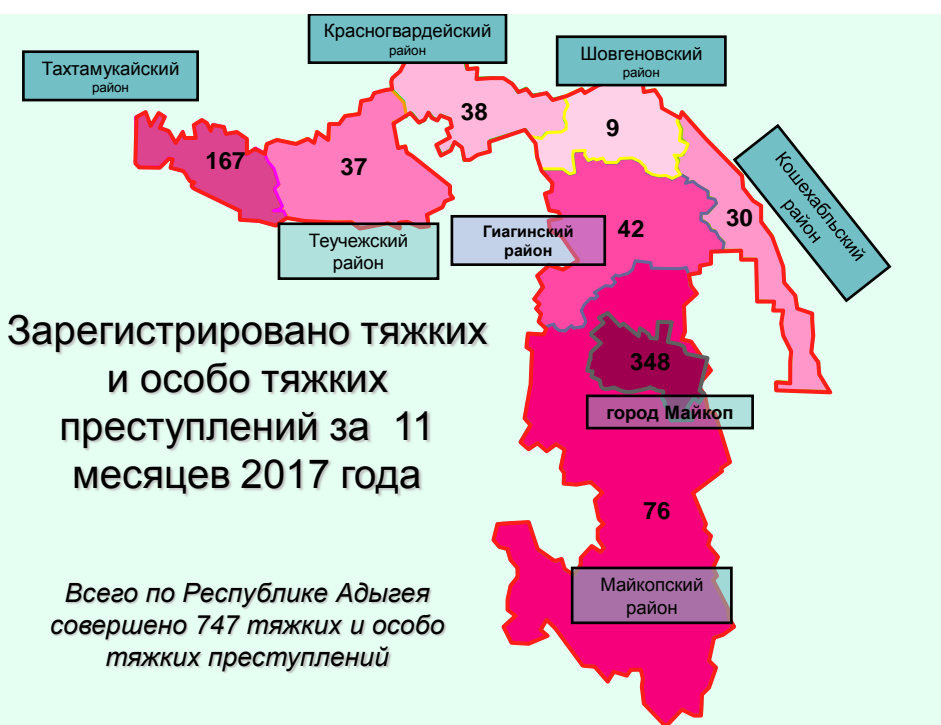 Красногвардейский
район
Шовгеновский
район
Тахтамукайский
район
38
9
167
37
Кошехабльский
район
30
42
Теучежский
район
Гиагинский
район
Зарегистрировано тяжких
и особо тяжких
преступлений за 11
месяцев 2017 года
348
город Майкоп
76
Майкопский
район
Всего по Республике Адыгея
совершено 747 тяжких и особо
тяжких преступлений